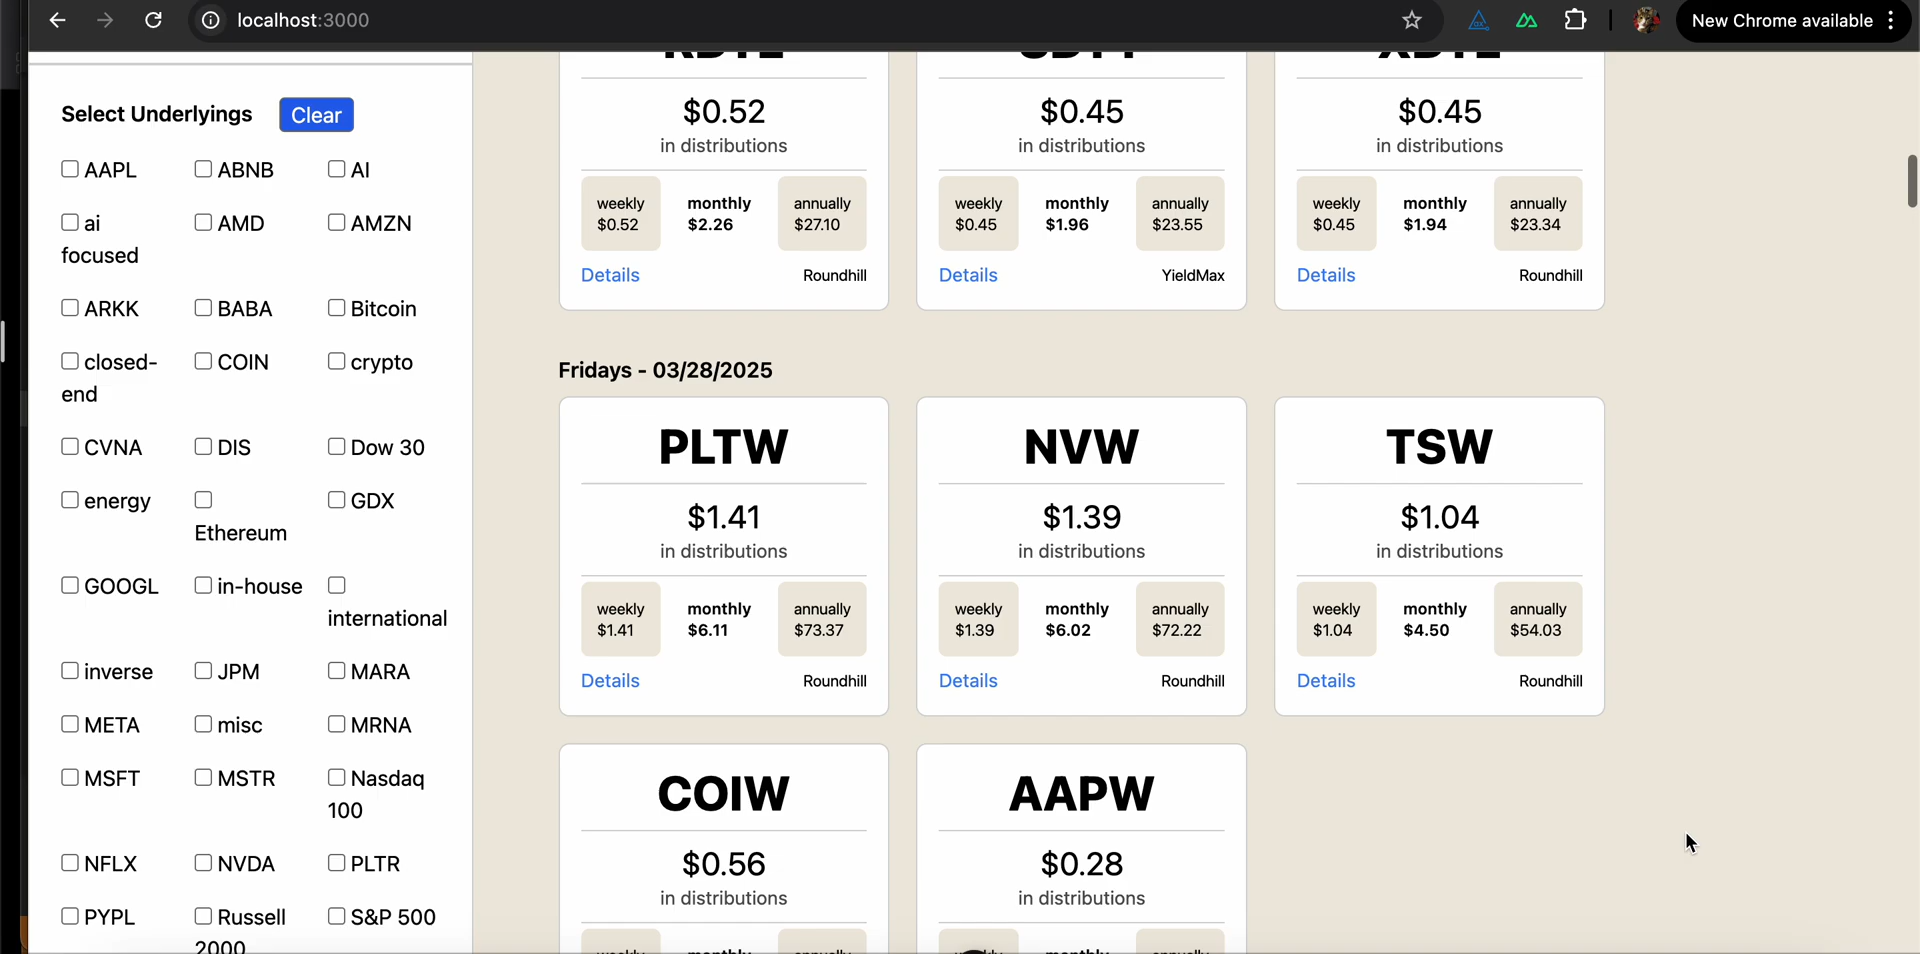 localhost:3000
New Chrome available
Select Underlyings
Clear
AAPL
ABNB
AI
ai focused
AMD
AMZN
ARKK
BABA
Bitcoin
closed-
end
COIN
crypto
CVNA
DIS
Dow 30
energy
Ethereum
GDX
GOOGL
in-house
international
inverse
JPM
MARA
META
misc
MRNA
MSFT
MSTR
Nasdaq
100
NFLX
NVDA
PLTR
PYPL
Russell
2000
S&P 500
$0.52
in distributions
weekly
$0.52
monthly
$2.26
annually
$27.10
Details
Roundhill
$0.45
in distributions
weekly
$0.45
monthly
$1.96
annually
$23.55
Details
YieldMax
$0.45
in distributions
weekly
$0.45
monthly
$1.94
annually
$23.34
Details
Roundhill
Fridays - 03/28/2025
PLTW
$1.41
in distributions
weekly
$1.41
monthly
$6.11
annually
$73.37
Details
Roundhill
NVW
$1.39
in distributions
weekly
$1.39
monthly
$6.02
annually
$72.22
Details
Roundhill
TSW
$1.04
in distributions
weekly
$1.04
monthly
$4.50
annually
$54.03
Details
Roundhill
COIW
$0.56
in distributions
AAPW
$0.28
in distributions